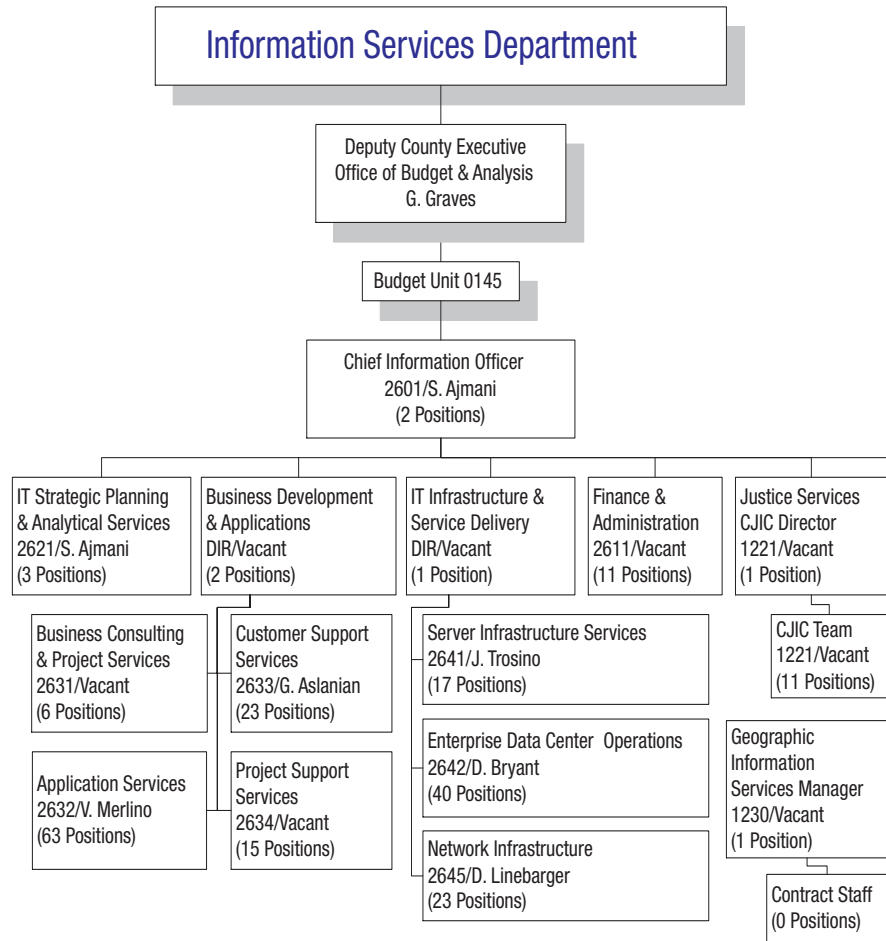 Information Services Department
Deputy County Executive
Office of Budget & Analysis
G. Graves
Budget Unit 0145
Chief Information Officer
2601/S. Ajmani
(2 Positions)
IT Strategic Planning
& Analytical Services
2621/S. Ajmani
(3 Positions)
Business Development
& Applications
DIR/Vacant
(2 Positions)
IT Infrastructure &
Service Delivery
DIR/Vacant
(1 Position)
Finance &
Administration
2611/Vacant
(11 Positions)
Justice Services
CJIC Director
1221/Vacant
(1 Position)
Business Consulting
& Project Services
2631/Vacant
(6 Positions)
Customer Support
Services
2633/G. Aslanian
(23 Positions)
Server Infrastructure Services
2641/J. Trosino
(17 Positions)
CJIC Team
1221/Vacant
(11 Positions)
Application Services
2632/V. Merlino
(63 Positions)
Project Support
Services
2634/Vacant
(15 Positions)
Enterprise Data Center Operations
2642/D. Bryant
(40 Positions)
Geographic
Information
Services Manager
1230/Vacant
(1 Position)
Network Infrastructure
2645/D. Linebarger
(23 Positions)
Contract Staff
(0 Positions)